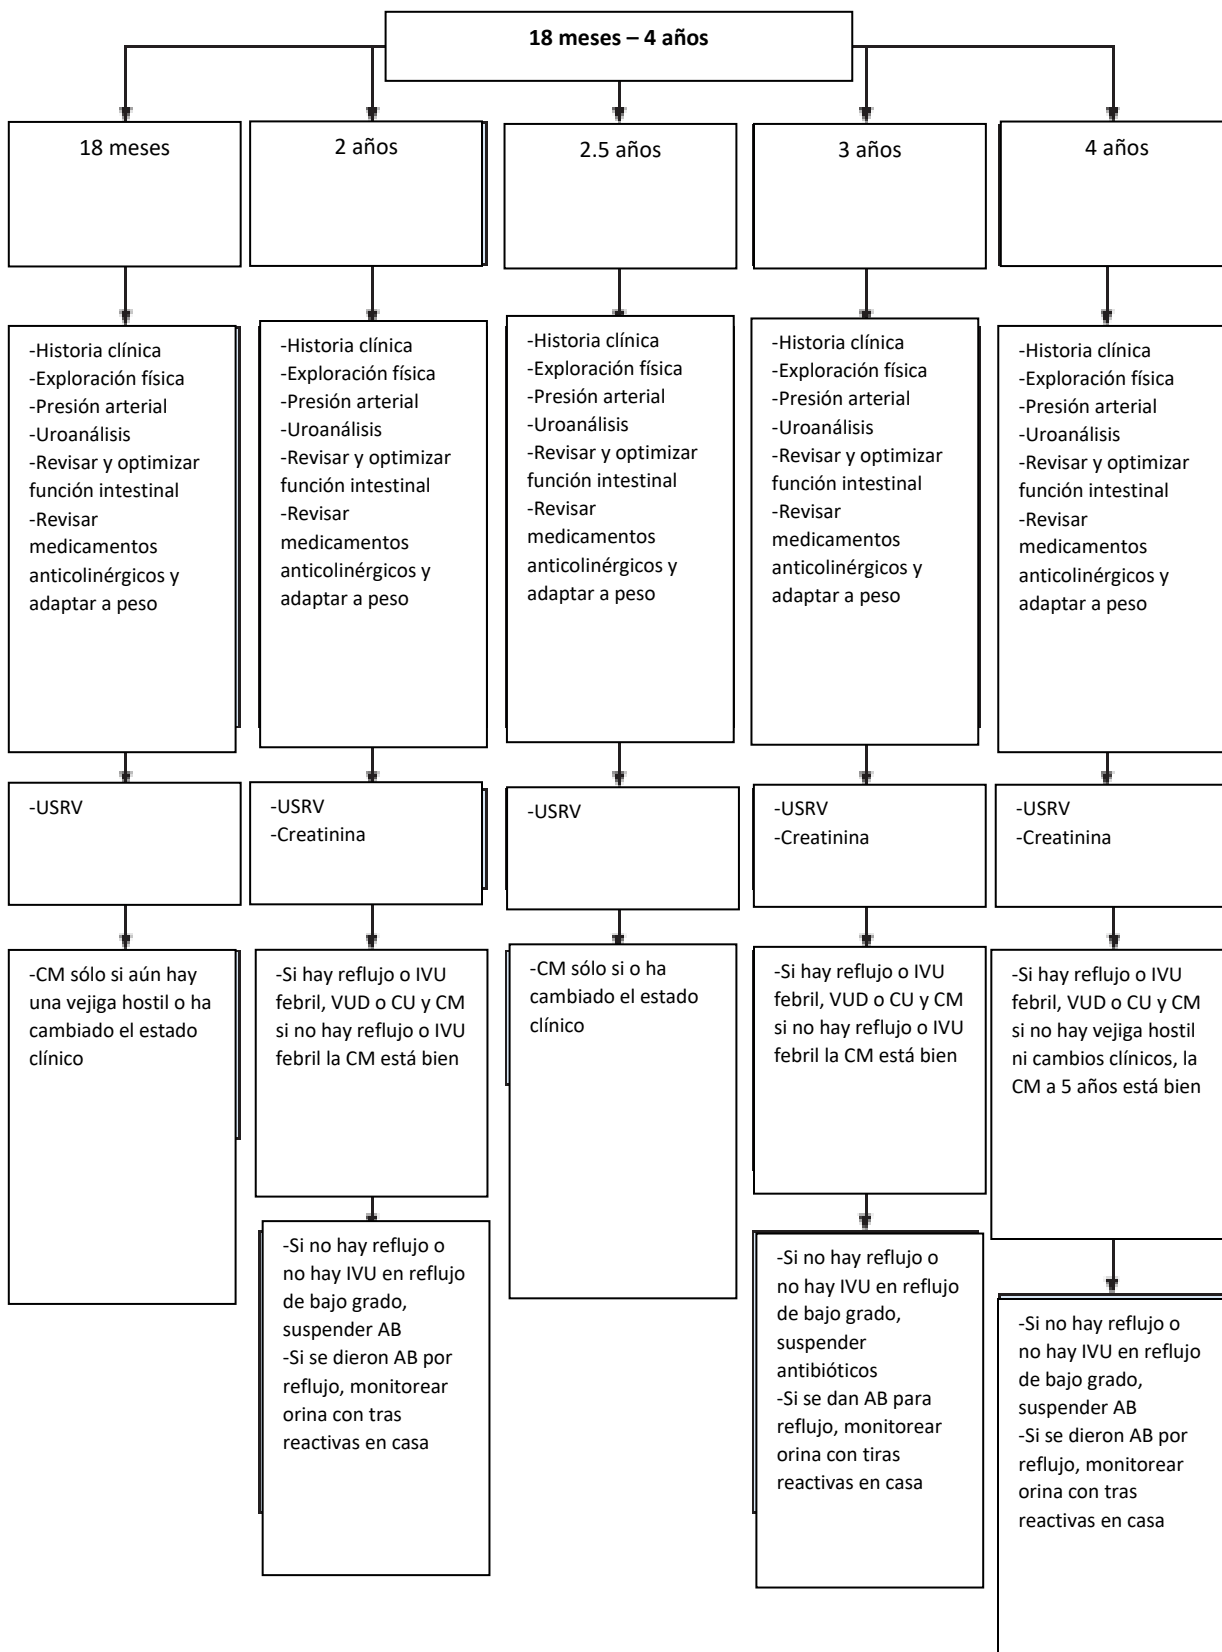 18 meses – 4 años
18 meses
2 años
2.5 años
3 años
4 años
-Historia clínica
-Exploración física
-Presión arterial
-Uroanálisis
-Revisar y optimizar
función intestinal
-Revisar
medicamentos
anticolinérgicos y
adaptar a peso
-Historia clínica
-Exploración física
-Presión arterial
-Uroanálisis
-Revisar y optimizar
función intestinal
-Revisar
medicamentos
anticolinérgicos y
adaptar a peso
-Historia clínica
-Exploración física
-Presión arterial
-Uroanálisis
-Revisar y optimizar
función intestinal
-Revisar
medicamentos
anticolinérgicos y
adaptar a peso
-Historia clínica
-Exploración física
-Presión arterial
-Uroanálisis
-Revisar y optimizar
función intestinal
-Revisar
medicamentos
anticolinérgicos y
adaptar a peso
-Historia clínica
-Exploración física
-Presión arterial
-Uroanálisis
-Revisar y optimizar
función intestinal
-Revisar
medicamentos
anticolinérgicos y
adaptar a peso
-USRV
-USRV
-Creatinina
-USRV
-USRV
-Creatinina
-USRV
-Creatinina
-CM sólo si aún hay
una vejiga hostil o ha
cambiado el estado
clínico
-Si hay reflujo o IVU
febril, VUD o CU y CM
si no hay reflujo o IVU
febril la CM está bien
-CM sólo si o ha
cambiado el estado
clínico
-Si hay reflujo o IVU
febril, VUD o CU y CM
si no hay reflujo o IVU
febril la CM está bien
-Si hay reflujo o IVU
febril, VUD o CU y CM
si no hay vejiga hostil
ni cambios clínicos, la
CM a 5 años está bien
-Si no hay reflujo o
no hay IVU en reflujo
de bajo grado,
suspender AB
-Si se dieron AB por
reflujo, monitorear
orina con tras
reactivas en casa
-Si no hay reflujo o
no hay IVU en reflujo
de bajo grado,
suspender
antibióticos
-Si se dan AB para
reflujo, monitorear
orina con tiras
reactivas en casa
-Si no hay reflujo o
no hay IVU en reflujo
de bajo grado,
suspender AB
-Si se dieron AB por
reflujo, monitorear
orina con tras
reactivas en casa